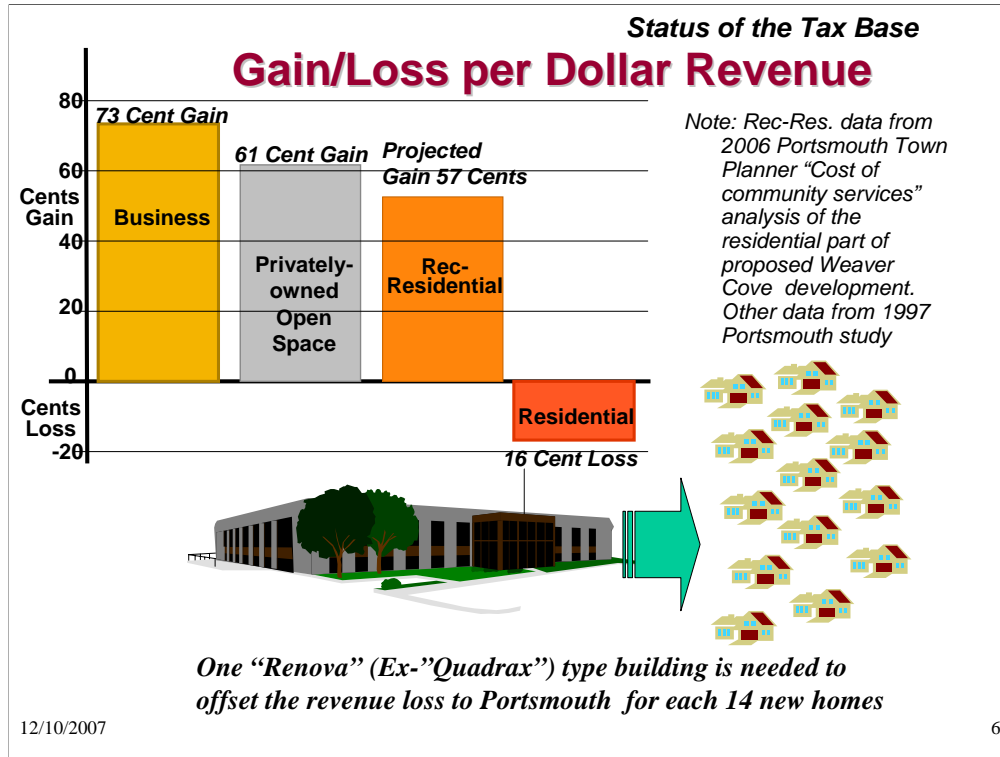 Status of the Tax Base
Gain/Loss per Dollar Revenue
80
60
Cents
Gain
40
20
0
Cents
Loss
-20
73 Cent Gain
Business
61 Cent Gain
Privately-
owned
Open
Space
Projected
Gain 57 Cents
Rec-
Residential
Residential
16 Cent Loss
Note: Rec-Res. data from
2006 Portsmouth Town
Planner “Cost of
community services”
analysis of the
residential part of
proposed Weaver
Cove development.
Other data from 1997
Portsmouth study
One “Renova” (Ex-”Quadrax”) type building is needed to
offset the revenue loss to Portsmouth for each 14 new homes
12/10/2007
6